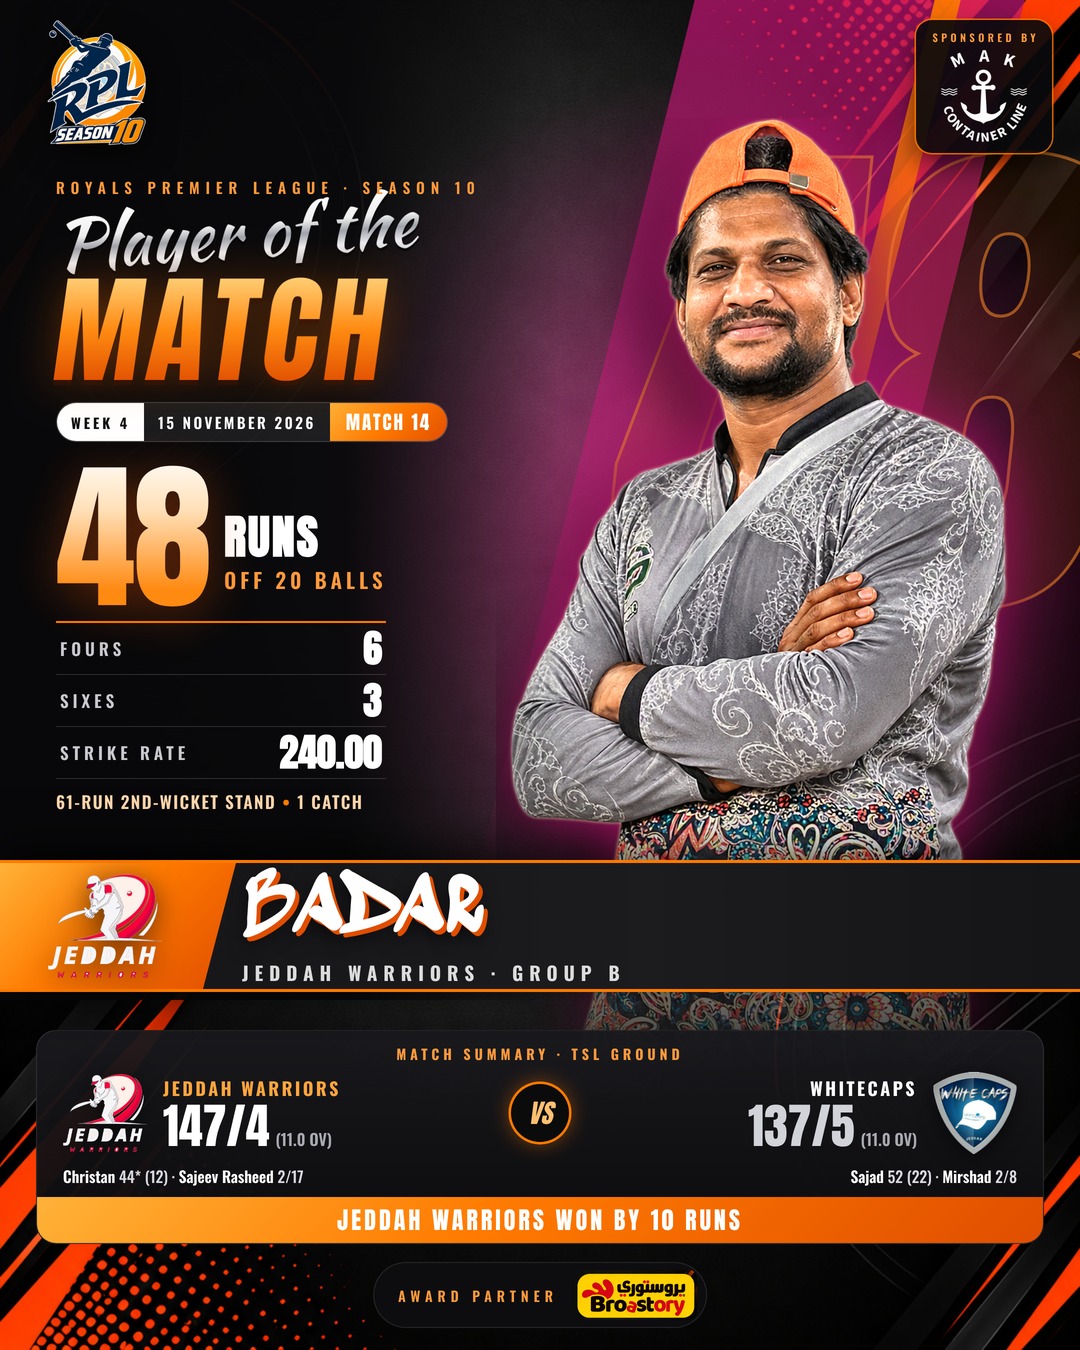 RPL
SEASON 10
SPONSORED BY
MAK
CONTAINER LINE
ROYALS PREMIER LEAGUE · SEASON 10
Player of the
MATCH
WEEK 4
15 NOVEMBER 2026
MATCH 14
48
RUNS
OFF 20 BALLS
FOURS 6
SIXES 3
STRIKE RATE 240.00
61-RUN 2ND-WICKET STAND • 1 CATCH
JEDDAH
WARRIORS
BADAR
JEDDAH WARRIORS · GROUP B
MATCH SUMMARY · TSL GROUND
JEDDAH
WARRIORS
JEDDAH WARRIORS
147/4 (11.0 OV)
Christan 44* (12) · Sajeev Rasheed 2/17
VS
WHITECAPS
137/5 (11.0 OV)
Sajad 52 (22) · Mirshad 2/8
WHITE CAPS
JEDDAH
JEDDAH WARRIORS WON BY 10 RUNS
AWARD PARTNER
بروستوري
Broastory